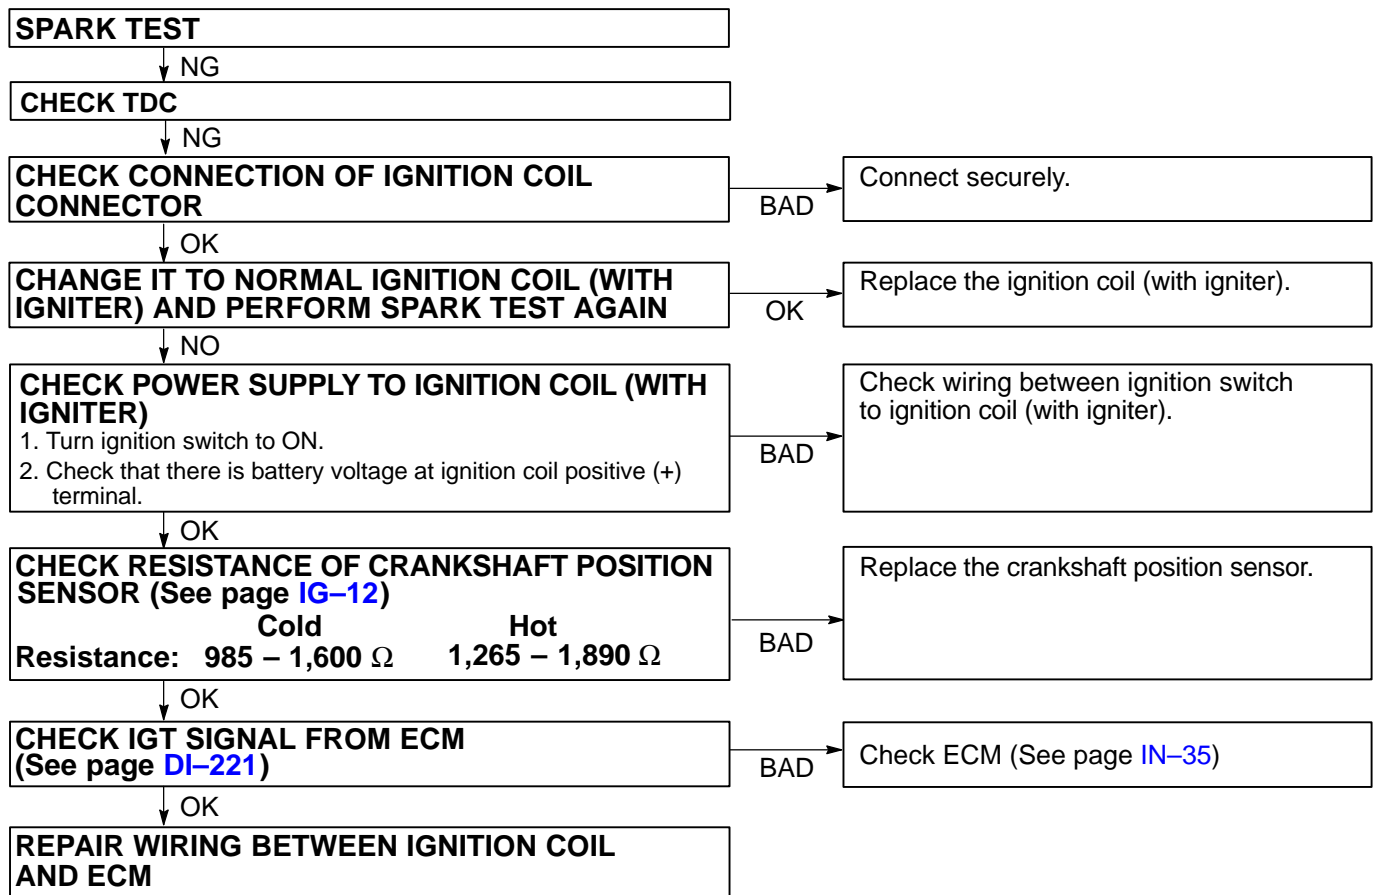 SPARK TEST
NG
CHECK TDC
NG
CHECK CONNECTION OF IGNITION COIL
CONNECTOR
BAD
Connect securely.
OK
CHANGE IT TO NORMAL IGNITION COIL (WITH
IGNITER) AND PERFORM SPARK TEST AGAIN
OK
Replace the ignition coil (with igniter).
NO
CHECK POWER SUPPLY TO IGNITION COIL (WITH
IGNITER)
1. Turn ignition switch to ON.
2. Check that there is battery voltage at ignition coil positive (+)
terminal.
BAD
Check wiring between ignition switch
to ignition coil (with igniter).
OK
CHECK RESISTANCE OF CRANKSHAFT POSITION
SENSOR (See page IG–12)
Cold Hot
Resistance: 985 – 1,600 Ω 1,265 – 1,890 Ω
BAD
Replace the crankshaft position sensor.
OK
CHECK IGT SIGNAL FROM ECM
(See page DI–221)
BAD
Check ECM (See page IN–35)
OK
REPAIR WIRING BETWEEN IGNITION COIL
AND ECM